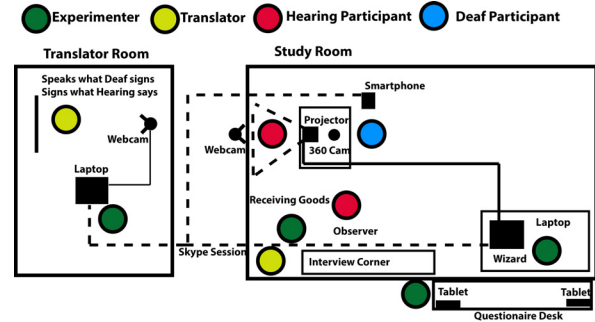 Experimenter
Translator
Hearing Participant
Deaf Participant
Translator Room
Study Room
Speaks what Deaf signs
Signs what Hearing says
Webcam
Laptop
Smartphone
Projector
Webcam
360 Cam
Receiving Goods
Observer
Skype Session
Interview Corner
Laptop
Wizard
Tablet
Tablet
Questionaire Desk